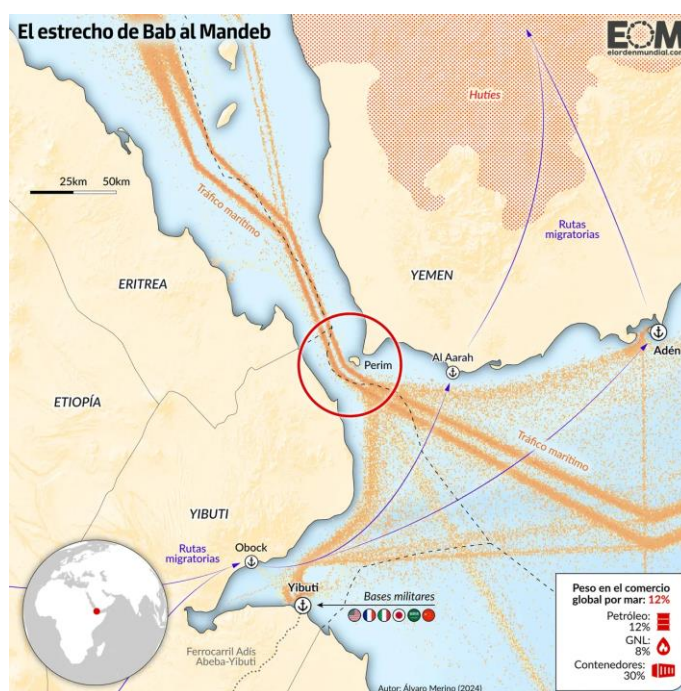 El estrecho de Bab al Mandeb
EOM
elordenmundial.com
Hutíes
25km 50km
Tráfico marítimo
Rutas
migratorias
YEMEN
ERITREA
Adén
Al Aarah
Perim
ETIOPÍA
Tráfico marítimo
YIBUTI
Rutas
migratorias
Obock
Yibuti
Bases militares
Ferrocarril Adís
Abeba-Yibuti
Peso en el comercio
global por mar: 12%
Petróleo:
12%
GNL:
8%
Contenedores:
30%
Autor: Álvaro Merino (2024)